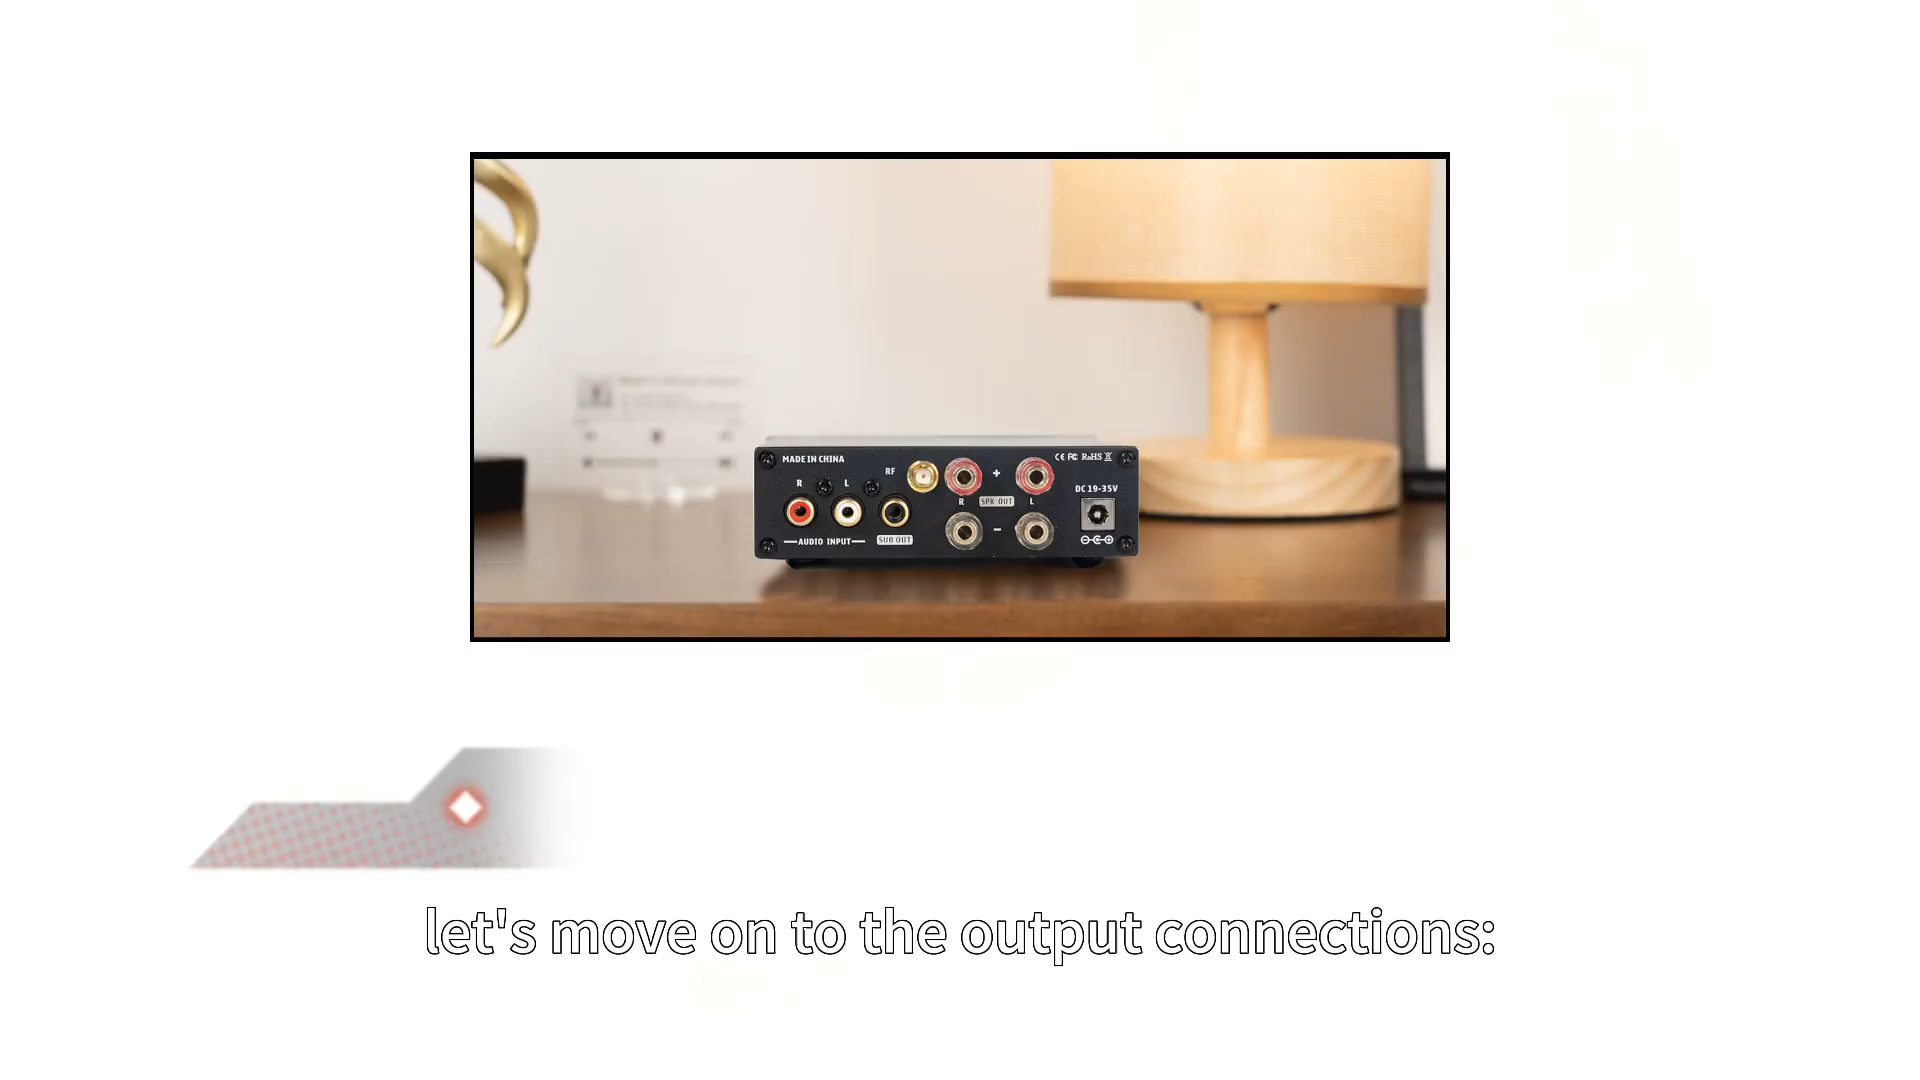 MADE IN CHINA
RF
+
CE FC RoHS
R
L
DC 19-35V
R
SPK OUT
L
AUDIO INPUT
SUB OUT
-
let's move on to the output connections: